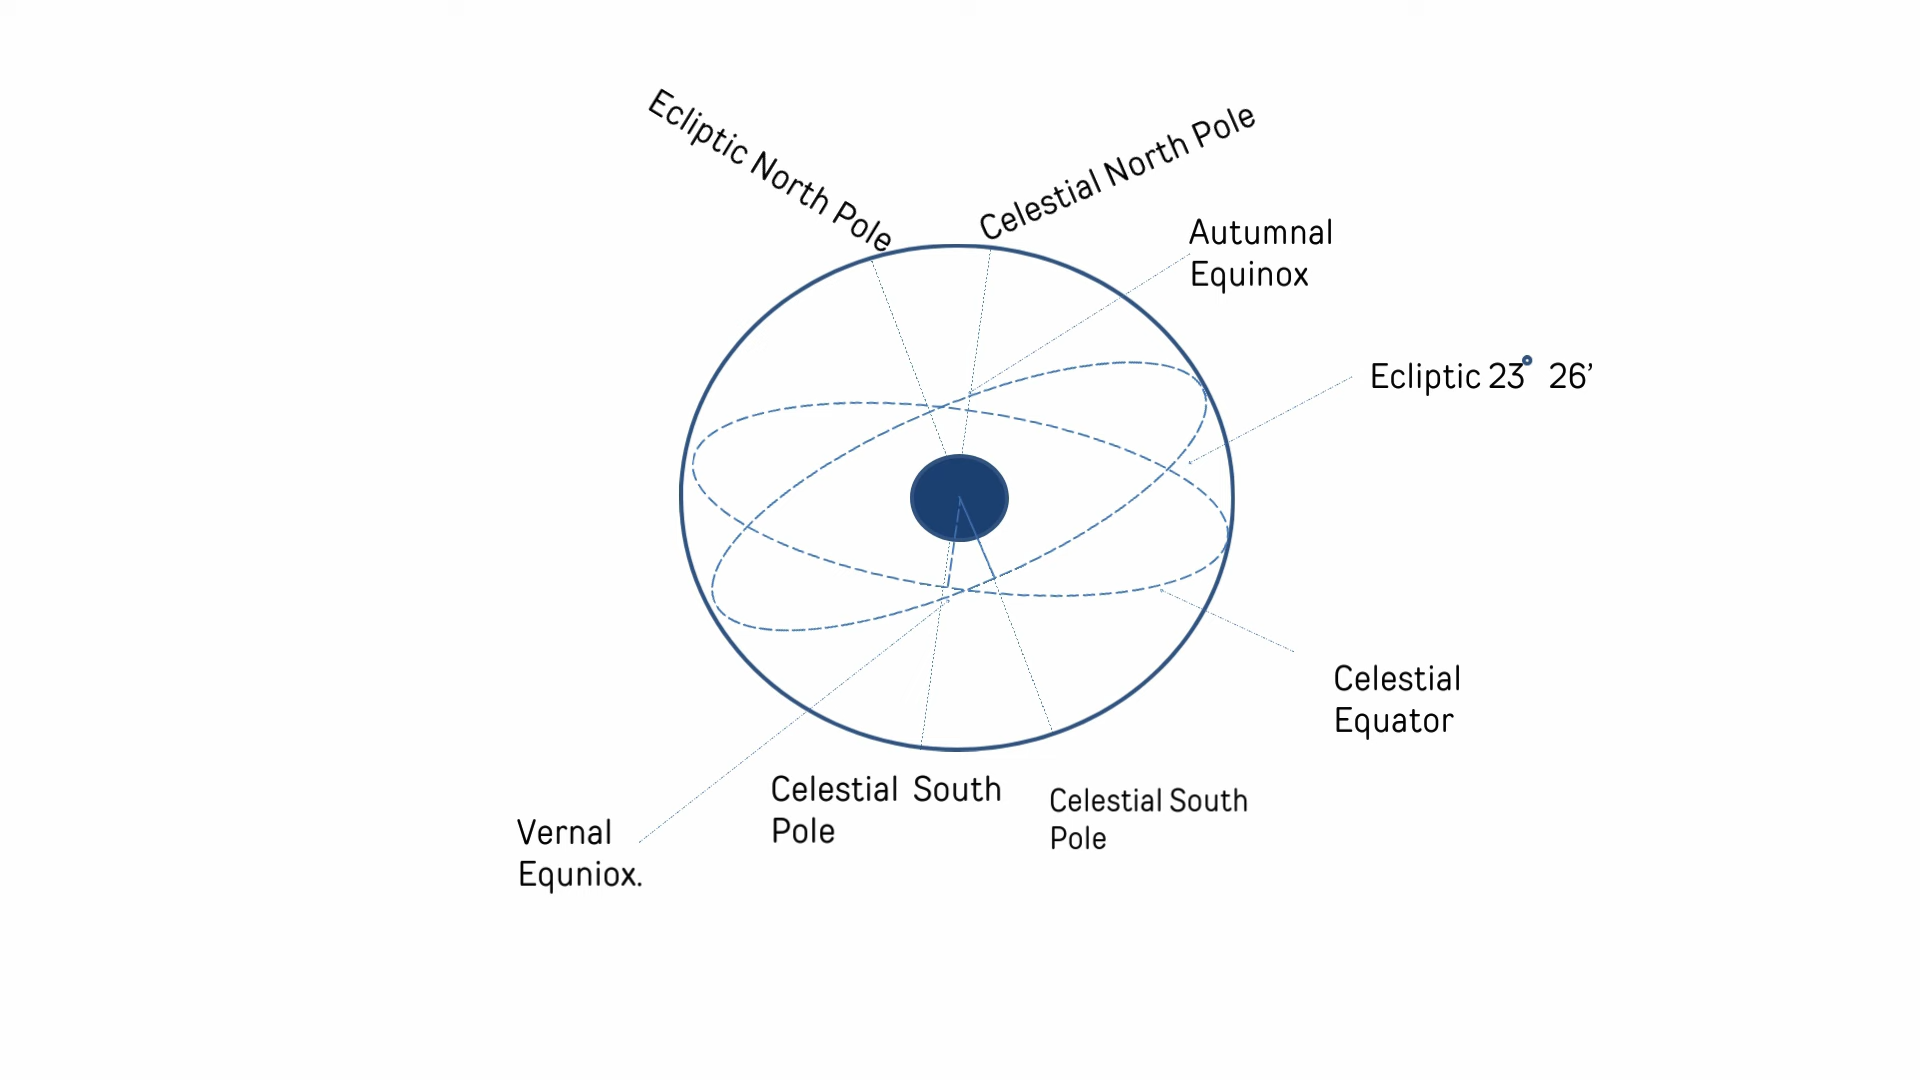 Ecliptic North Pole
Celestial North Pole
Autumnal
Equinox
Ecliptic 23° 26’
Celestial
Equator
Celestial South
Pole
Celestial South
Pole
Vernal
Equniox.